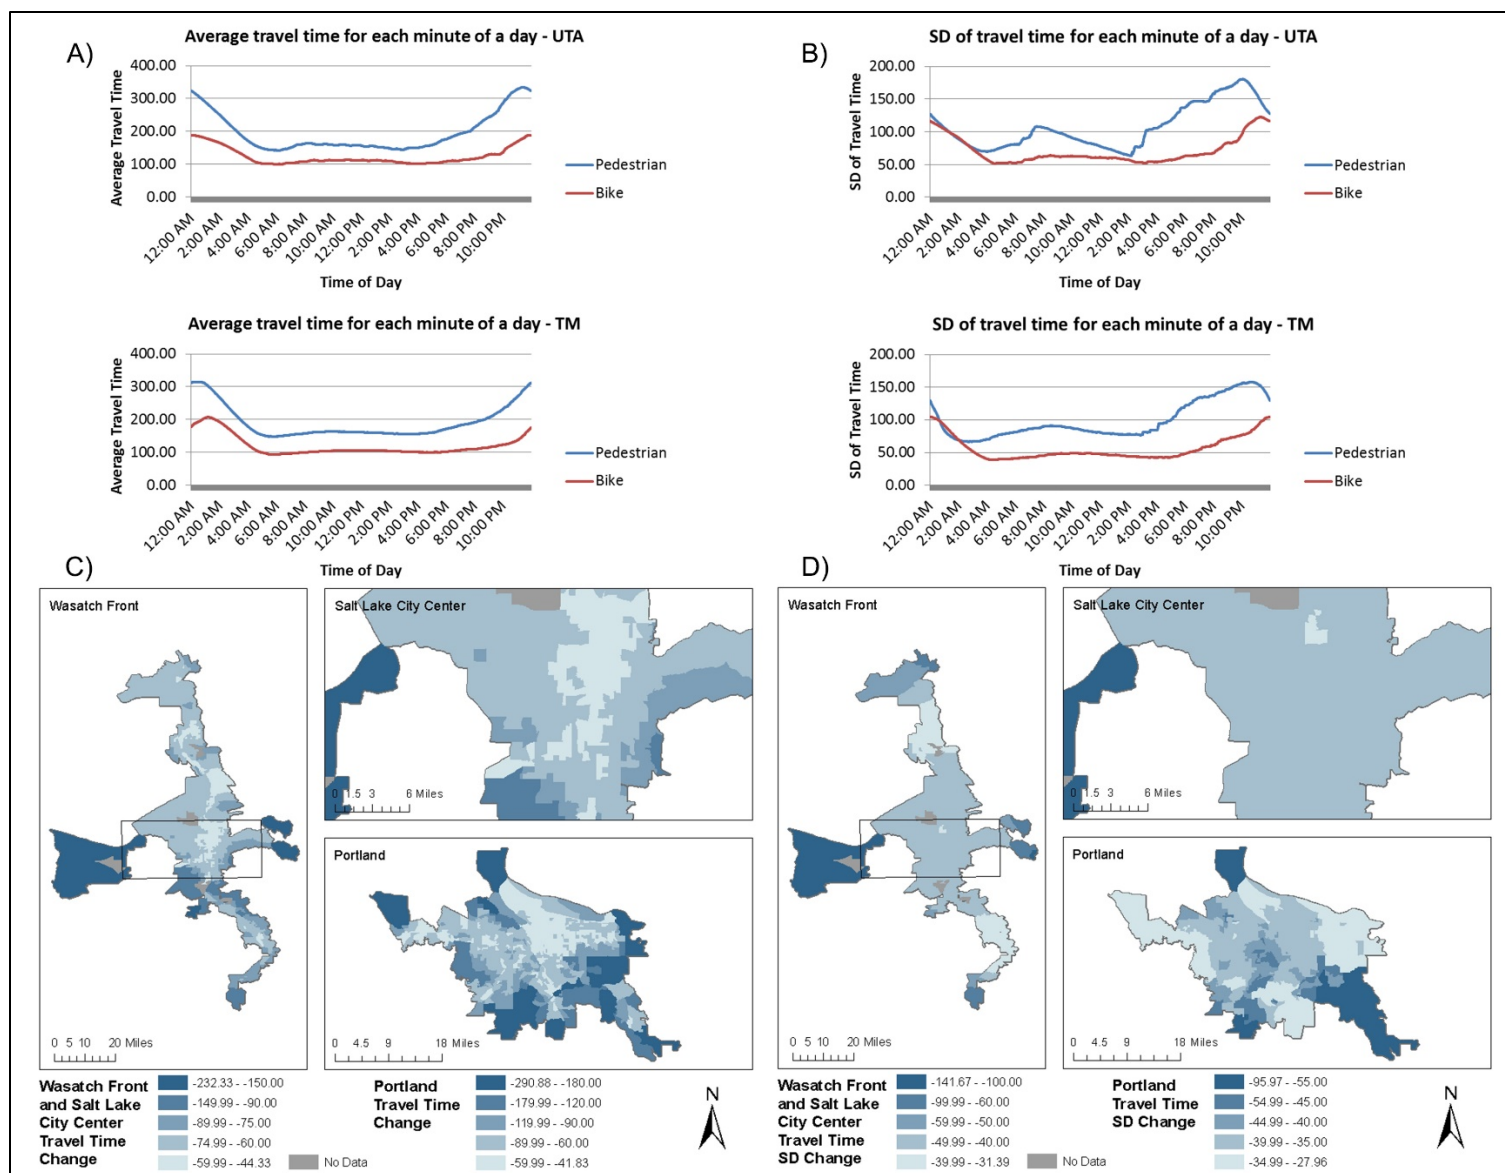 A)
Average travel time for each minute of a day - UTA
Average Travel Time
400.00
300.00
200.00
100.00
0.00
12:00 AM
2:00 AM
4:00 AM
6:00 AM
8:00 AM
10:00 AM
12:00 PM
2:00 PM
4:00 PM
6:00 PM
8:00 PM
10:00 PM
Time of Day
Pedestrian
Bike
B)
SD of travel time for each minute of a day - UTA
SD of Travel Time
200.00
150.00
100.00
50.00
0.00
12:00 AM
2:00 AM
4:00 AM
6:00 AM
8:00 AM
10:00 AM
12:00 PM
2:00 PM
4:00 PM
6:00 PM
8:00 PM
10:00 PM
Time of Day
Pedestrian
Bike
Average travel time for each minute of a day - TM
Average Travel Time
400.00
300.00
200.00
100.00
0.00
12:00 AM
2:00 AM
4:00 AM
6:00 AM
8:00 AM
10:00 AM
12:00 PM
2:00 PM
4:00 PM
6:00 PM
8:00 PM
10:00 PM
Time of Day
Pedestrian
Bike
SD of travel time for each minute of a day - TM
SD of Travel Time
200.00
150.00
100.00
50.00
0.00
12:00 AM
2:00 AM
4:00 AM
6:00 AM
8:00 AM
10:00 AM
12:00 PM
2:00 PM
4:00 PM
6:00 PM
8:00 PM
10:00 PM
Time of Day
Pedestrian
Bike
C)
Wasatch Front
0 5 10 20 Miles
Salt Lake City Center
0 1.5 3 6 Miles
Portland
0 4.5 9 18 Miles
Wasatch Front
and Salt Lake
City Center
Travel Time
Change
-232.33 - -150.00
-149.99 - -90.00
-89.99 - -75.00
-74.99 - -60.00
-59.99 - -44.33
No Data
Portland
Travel Time
Change
-290.88 - -180.00
-179.99 - -120.00
-119.99 - -90.00
-89.99 - -60.00
-59.99 - -41.83
N
D)
Wasatch Front
0 5 10 20 Miles
Salt Lake City Center
0 1.5 3 6 Miles
Portland
0 4.5 9 18 Miles
Wasatch Front
and Salt Lake
City Center
Travel Time
SD Change
-141.67 - -100.00
-99.99 - -60.00
-59.99 - -50.00
-49.99 - -40.00
-39.99 - -31.39
No Data
Portland
Travel Time
SD Change
-95.97 - -55.00
-54.99 - -45.00
-44.99 - -40.00
-39.99 - -35.00
-34.99 - -27.96
N